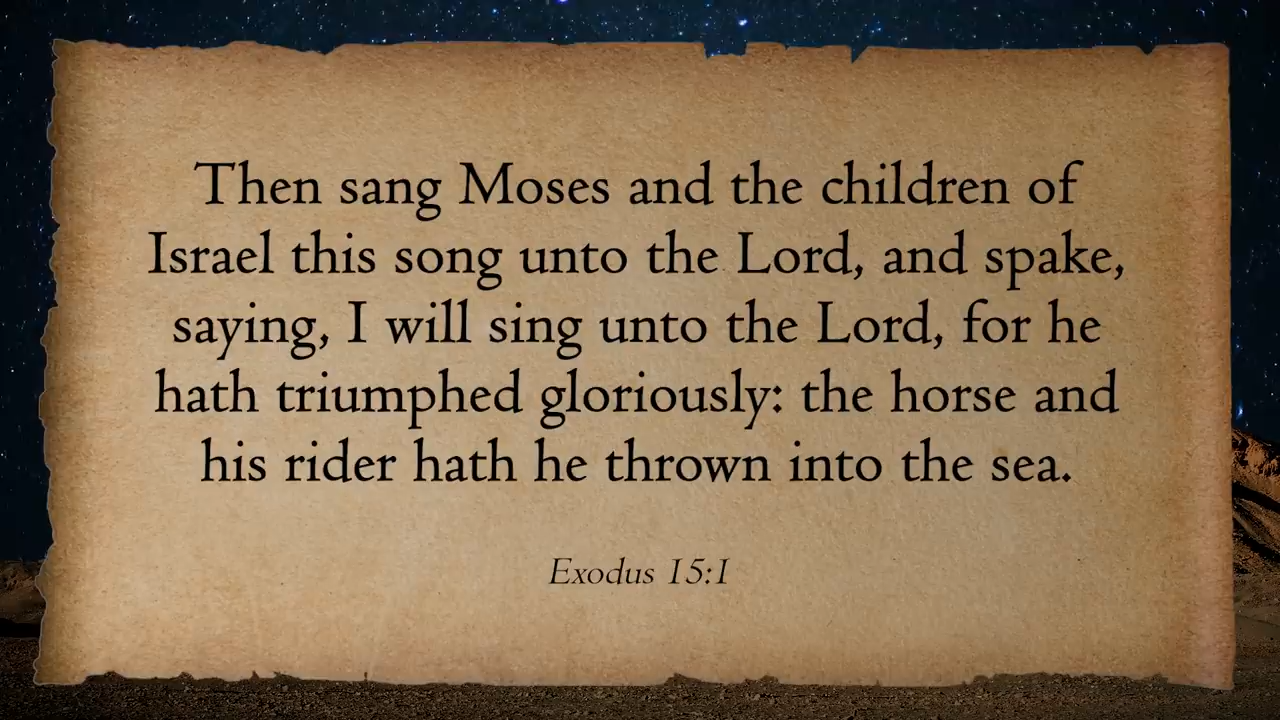 Then sang Moses and the children of
Israel this song unto the Lord, and spake,
saying, I will sing unto the Lord, for he
hath triumphed gloriously: the horse and
his rider hath he thrown into the sea.
Exodus 15:1